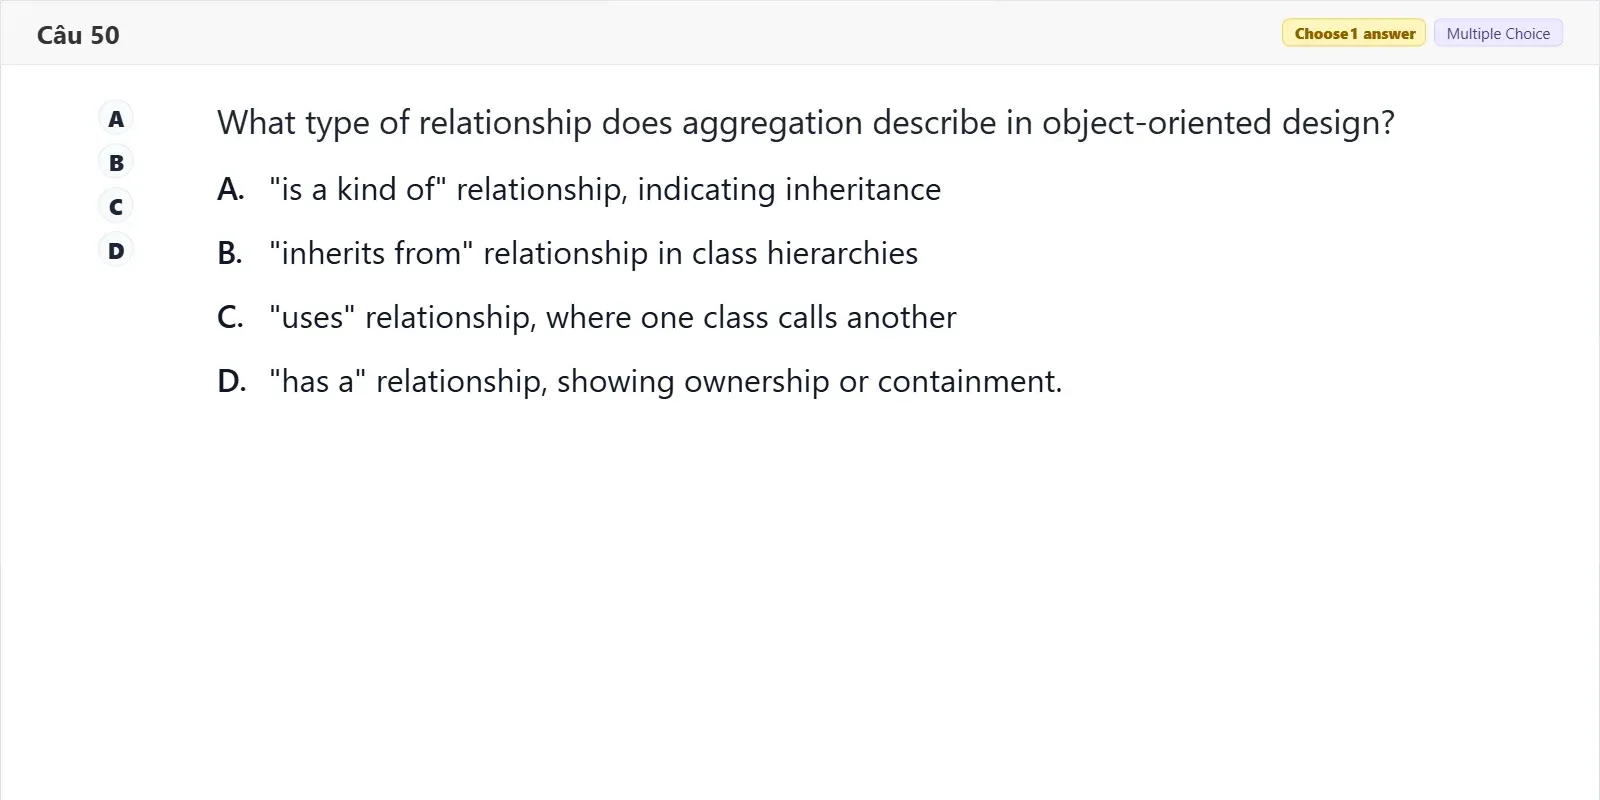 Câu 50
Choose1 answer
Multiple Choice
A
B
C
D
What type of relationship does aggregation describe in object-oriented design?
A. "is a kind of" relationship, indicating inheritance
B. "inherits from" relationship in class hierarchies
C. "uses" relationship, where one class calls another
D. "has a" relationship, showing ownership or containment.